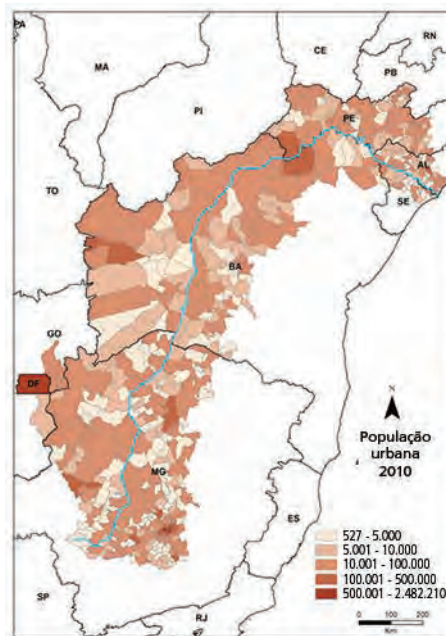 PA
MA
CE
RN
PB
PI
PE
TO
AL
SE
BA
GO
DF
N
População
urbana
2010
MG
ES
527 - 5.000
5.001 - 10.000
10.001 - 100.000
100.001 - 500.000
500.001 - 2.482.210
SP
RJ
0 100 200
Km